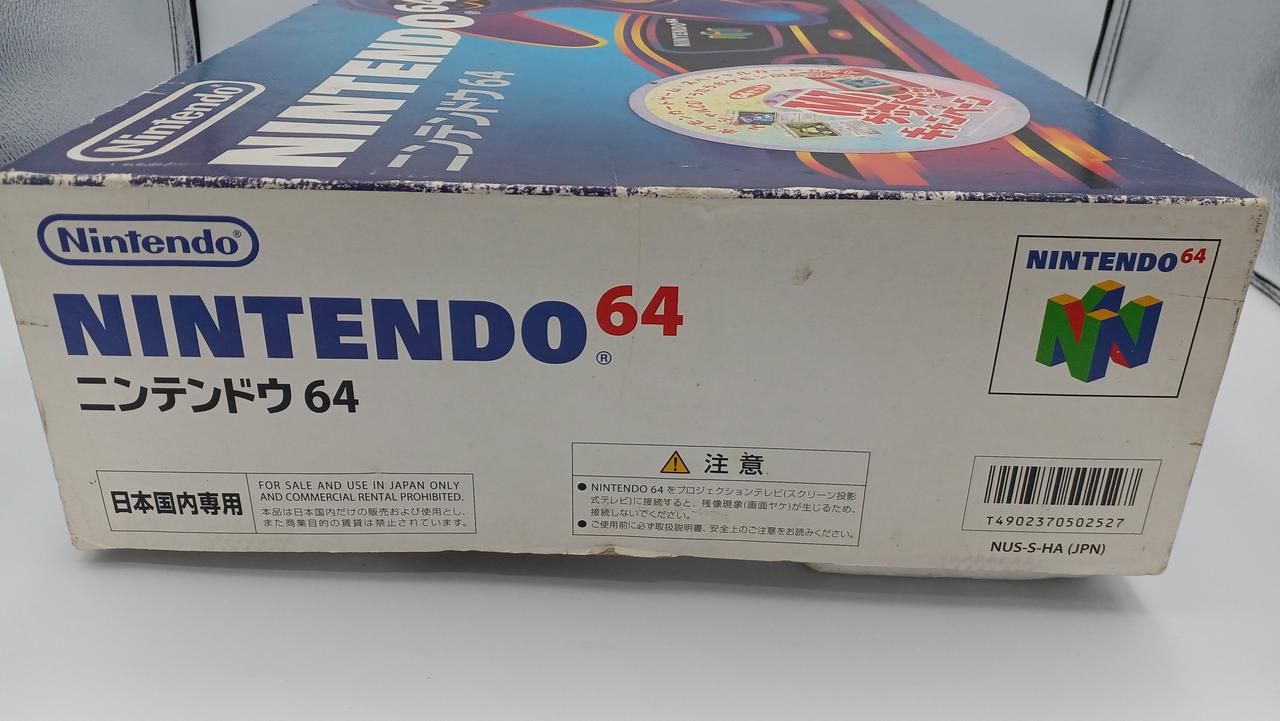 Nintendo®
NINTENDO64®
ニンテンドウ64
NINTENDO64
W
キャンペーン
Nintendo®
NINTENDO64®
ニンテンドウ64
NINTENDO64
日本国内専用
FOR SALE AND USE IN JAPAN ONLY
AND COMMERCIAL RENTAL PROHIBITED.
本品は日本国内だけの販売および使用とし、
また商業目的の賃貸は禁止されています。
注意
●NINTENDO 64 をプロジェクションテレビ(スクリーン投影
式テレビ)に接続すると、残像現象(画面ヤケ)が生じるため、
接続しないでください。
●ご使用前に必ず取扱説明書、安全上のご注意をお読みください。
T4902370502527
NUS-S-HA (JPN)